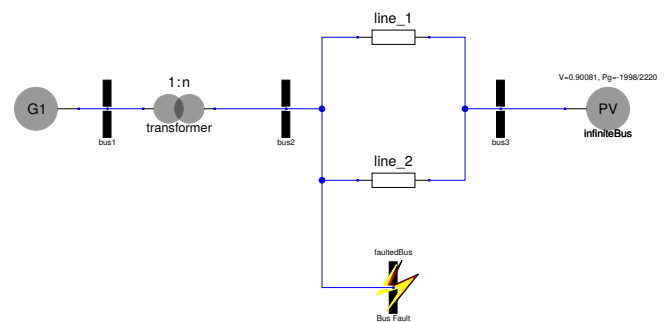 line_1
V=0.90081, Pg=-1998/2220
1:n
G1
PV
transformer
infiniteBus
bus1
bus2
bus3
line_2
faultedBus
Bus Fault